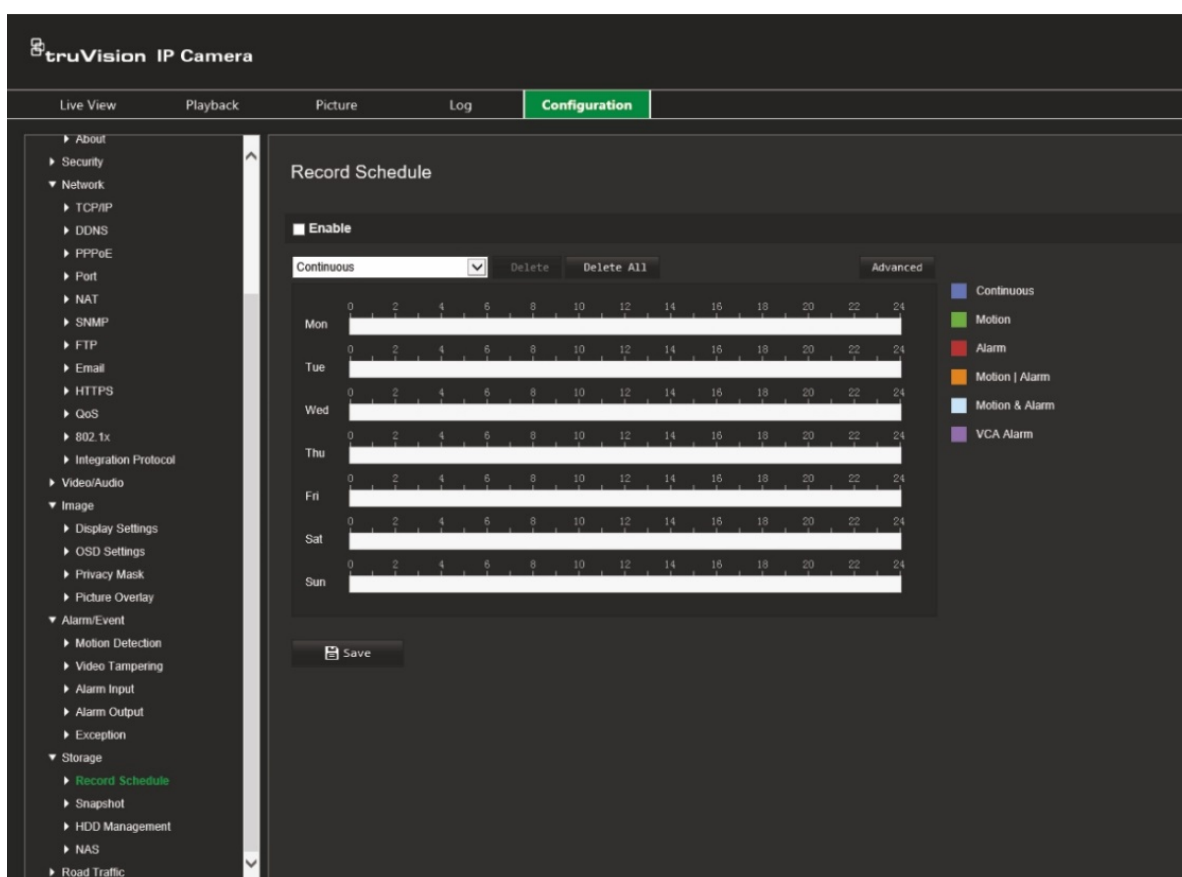 truVision IP Camera
Live View Playback Picture Log Configuration
About
Security
Network
TCP/IP
DDNS
PPPoE
Port
NAT
SNMP
FTP
Email
HTTPS
QoS
802.1x
Integration Protocol
Video/Audio
Image
Display Settings
OSD Settings
Privacy Mask
Picture Overlay
Alarm/Event
Motion Detection
Video Tampering
Alarm Input
Alarm Output
Exception
Storage
Record Schedule
Snapshot
HDD Management
NAS
Road Traffic
Record Schedule
Enable
Continuous Delete Delete All Advanced
0 2 4 6 8 10 12 14 16 18 20 22 24
Mon
0 2 4 6 8 10 12 14 16 18 20 22 24
Tue
0 2 4 6 8 10 12 14 16 18 20 22 24
Wed
0 2 4 6 8 10 12 14 16 18 20 22 24
Thu
0 2 4 6 8 10 12 14 16 18 20 22 24
Fri
0 2 4 6 8 10 12 14 16 18 20 22 24
Sat
0 2 4 6 8 10 12 14 16 18 20 22 24
Sun
Continuous
Motion
Alarm
Motion | Alarm
Motion & Alarm
VCA Alarm
Save